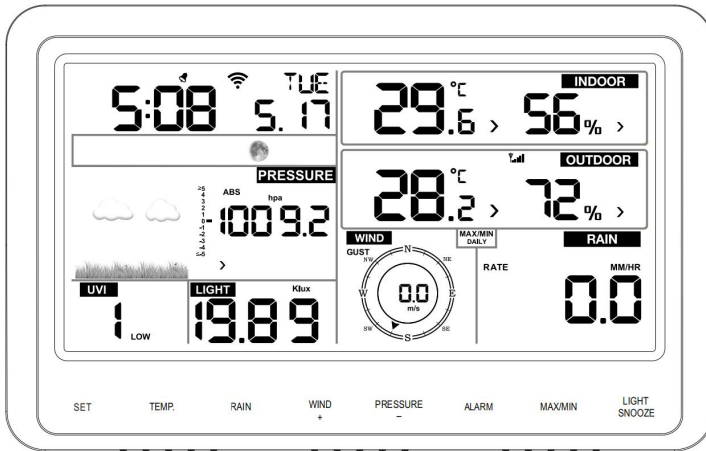 5:08
TUE
5. 17
PRESSURE
≥5
4
3
2
1
0
-1
-2
-3
-4
≤-5
ABS
hpa
1009.2
›
UVI
1 LOW
LIGHT
Klux
19.89
INDOOR
29.6 °C › 56% ›
OUTDOOR
28.2 °C › 72% ›
WIND
GUST
N
NE
E
SE
S
SW
W
NW
0.0
m/s
MAX/MIN
DAILY
RAIN
RATE
MM/HR
0.0
SET
TEMP.
RAIN
WIND
+
PRESSURE
–
ALARM
MAX/MIN
LIGHT
SNOOZE